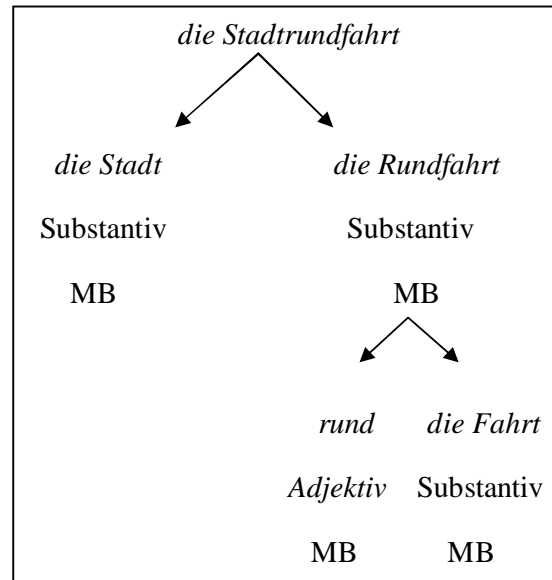 die Stadtrundfahrt
die Stadt die Rundfahrt
Substantiv Substantiv
MB MB
rund die Fahrt
Adjektiv Substantiv
MB MB